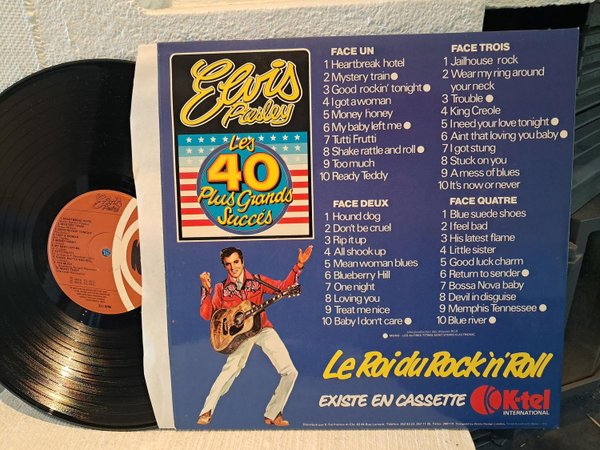 Elvis
Presley
Les
40
Plus Grands
Succès
FACE UN
1 Heartbreak hotel
2 Mystery train ●
3 Good rockin' tonight ●
4 I got a woman
5 Money honey
6 My baby left me ●
7 Tutti Frutti
8 Shake rattle and roll ●
9 Too much
10 Ready Teddy
FACE DEUX
1 Hound dog
2 Don't be cruel
3 Rip it up
4 All shook up
5 Mean woman blues
6 Blueberry Hill
7 One night
8 Loving you
9 Treat me nice
10 Baby I don't care ●
FACE TROIS
1 Jailhouse rock
2 Wear my ring around
your neck
3 Trouble ●
4 King Creole
5 I need your love tonight ●
6 Aint that loving you baby ●
7 I got stung
8 Stuck on you
9 A mess of blues
10 It's now or never
FACE QUATRE
1 Blue suede shoes
2 I feel bad
3 His latest flame
4 Little sister
5 Good luck charm
6 Return to sender ●
7 Bossa Nova baby
8 Devil in disguise
9 Memphis Tennessee ●
10 Blue river ●
Le Roi du Rock'n'Roll
EXISTE EN CASSETTE
K-tel
INTERNATIONAL